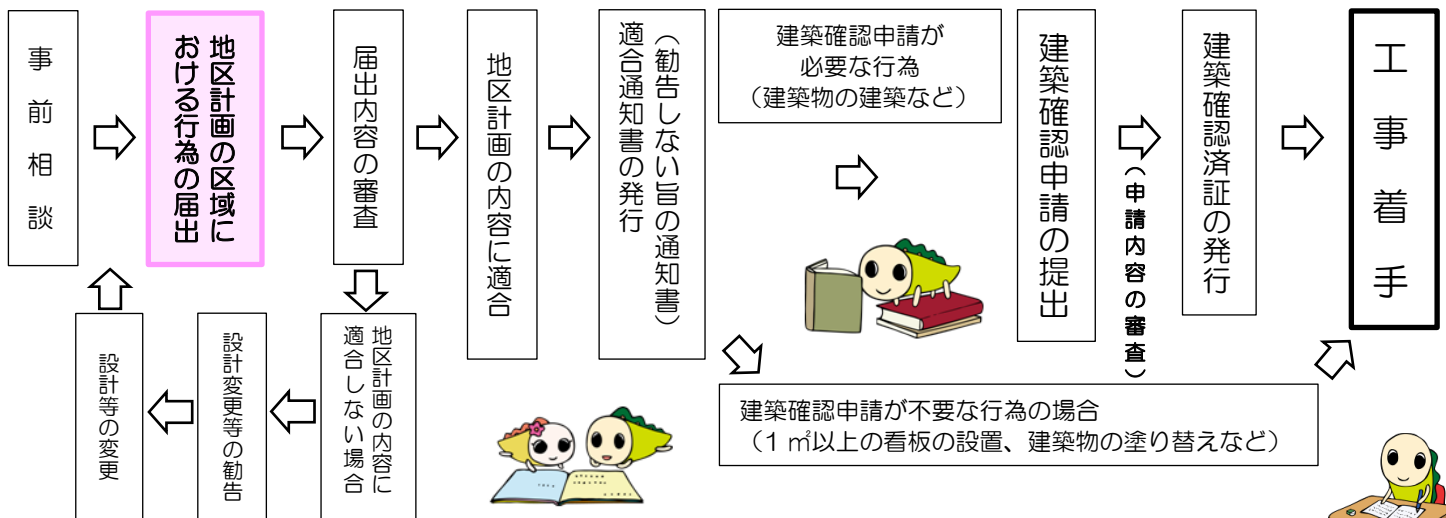 事前相談
地区計画の区域に
おける行為の届出
届出内容の審査
地区計画の内容に適合
（勧告しない旨の通知書）
適合通知書の発行
建築確認申請が
必要な行為
（建築物の建築など）
建築確認申請の提出
（申請内容の審査）
建築確認済証の発行
工事着手
地区計画の内容に
適合しない場合
設計変更等の勧告
設計等の変更
建築確認申請が不要な行為の場合
（1㎡以上の看板の設置、建築物の塗り替えなど）